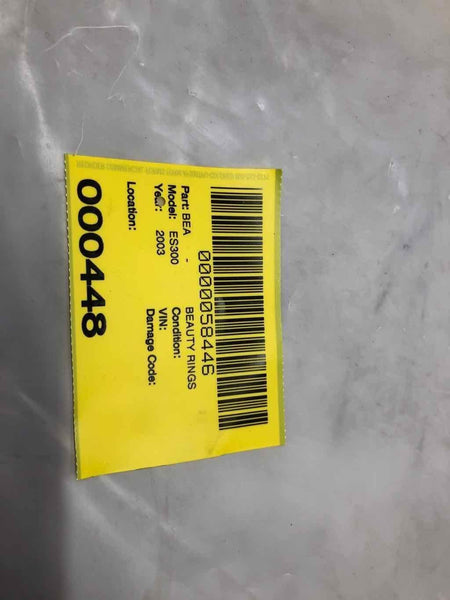 0000058446
Part: BEA - BEAUTY RINGS
Model: ES300 Condition:
Year: 2003 VIN:
Damage Code:
Location:
000448